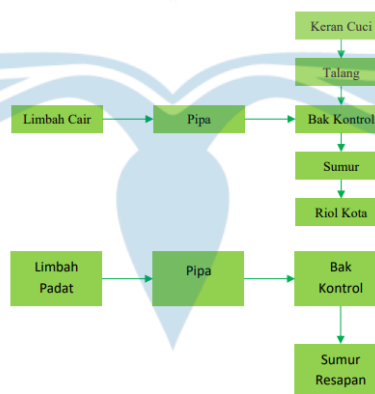 Keran Cuci
Talang
Limbah Cair
Pipa
Bak Kontrol
Sumur
Riol Kota
Limbah
Padat
Pipa
Bak
Kontrol
Sumur
Resapan